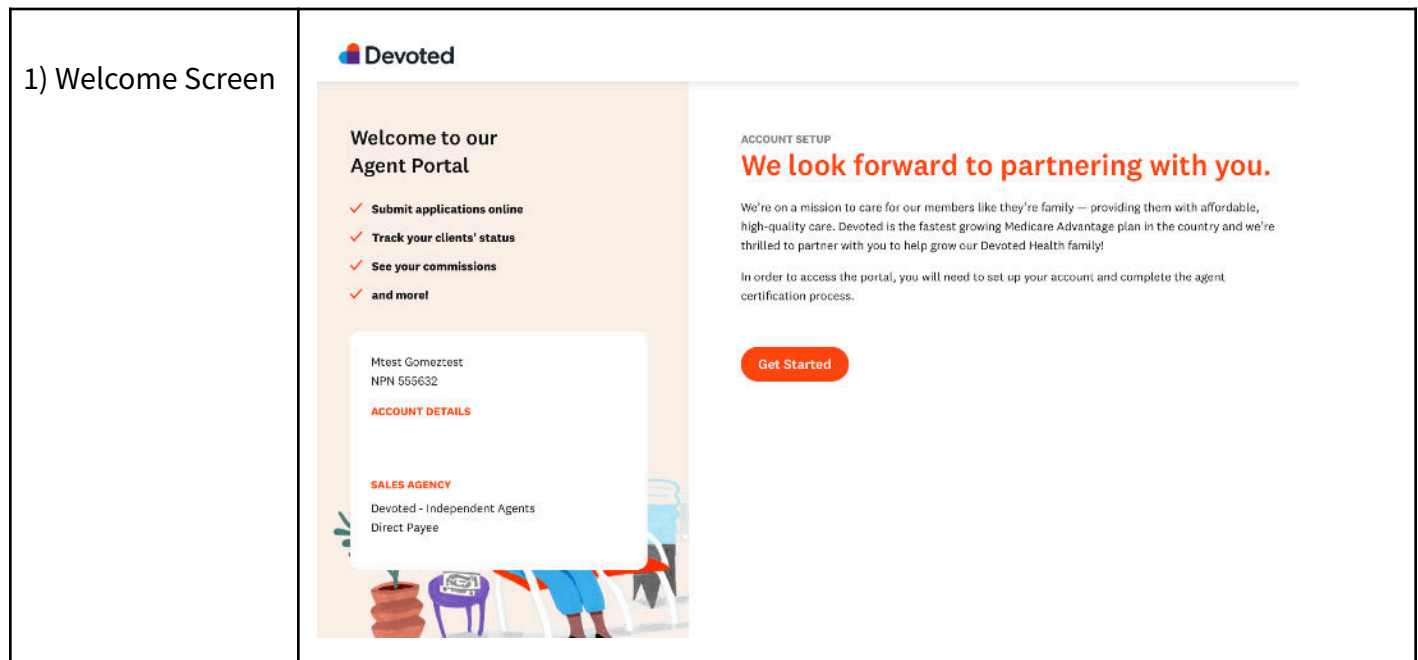 1) Welcome Screen
Devoted
Welcome to our
Agent Portal
Submit applications online
Track your clients' status
See your commissions
and more!
Mtest Gomeztest
NPN 555632
ACCOUNT DETAILS
SALES AGENCY
Devoted - Independent Agents
Direct Payee
ACCOUNT SETUP
We look forward to partnering with you.
We're on a mission to care for our members like they're family — providing them with affordable,
high-quality care. Devoted is the fastest growing Medicare Advantage plan in the country and we're
thrilled to partner with you to help grow our Devoted Health family!
In order to access the portal, you will need to set up your account and complete the agent
certification process.
Get Started